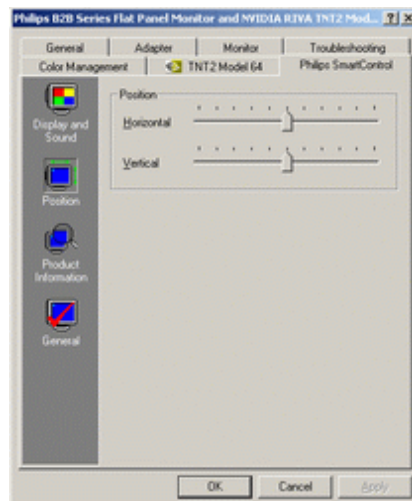 Philips B2B Series Flat Panel Monitor and NVIDIA RIVA TNT2 Mod... ? x
General Adapter Monitor Troubleshooting
Color Management TNT2 Model 64 Philips SmartControl
Position
Horizontal
Vertical
Display and
Sound
Position
Product
Information
General
OK Cancel Apply